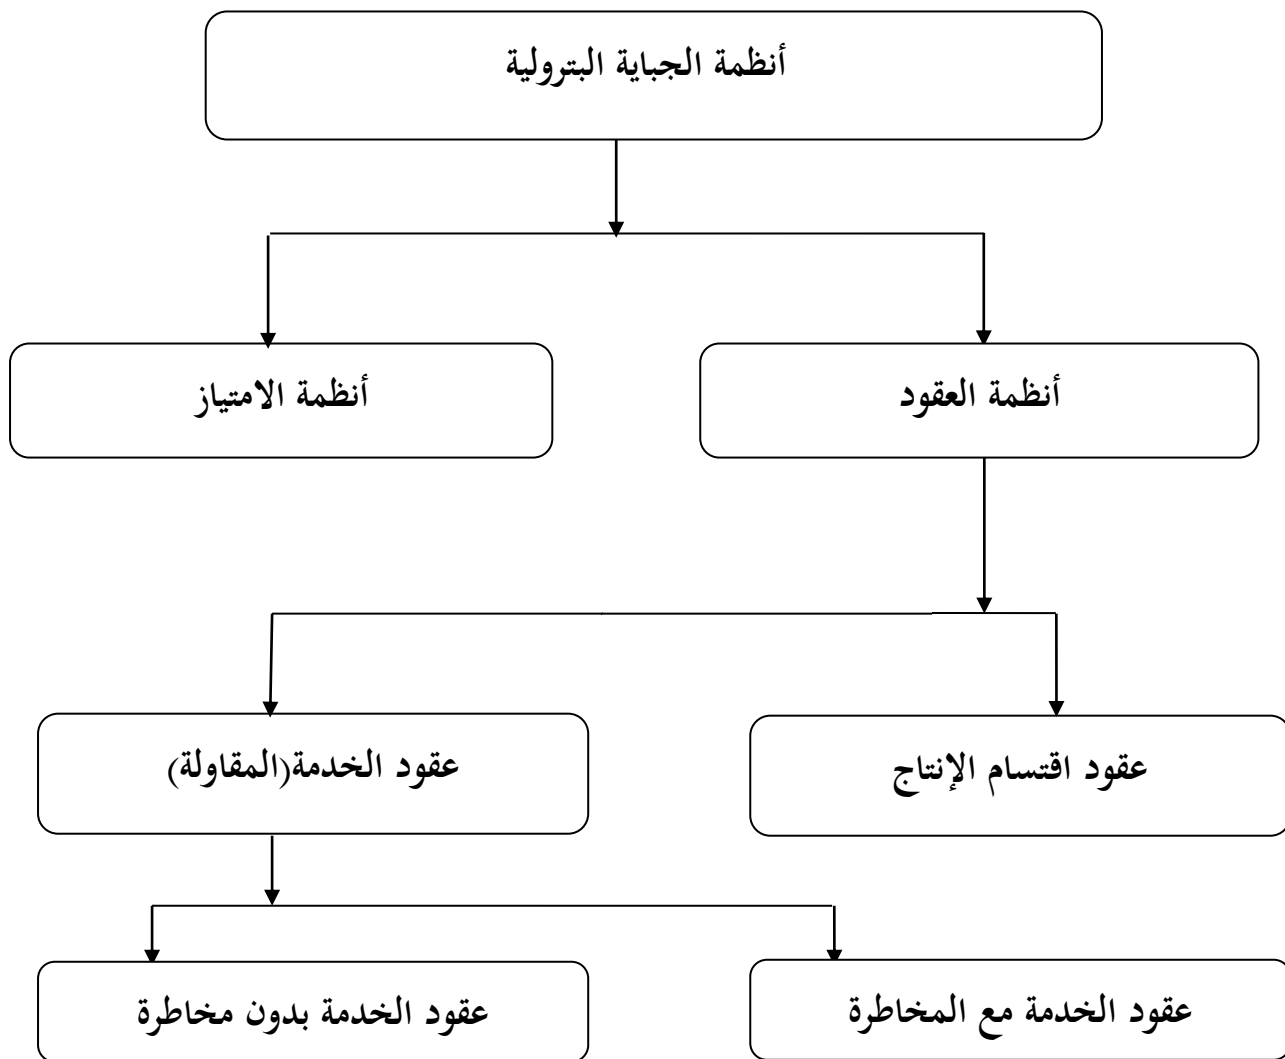 أنظمة الجباية البترولية
أنظمة العقود
أنظمة الامتياز
عقود اقتسام الإنتاج
عقود الخدمة(المقاولة)
عقود الخدمة مع المخاطرة
عقود الخدمة بدون مخاطرة